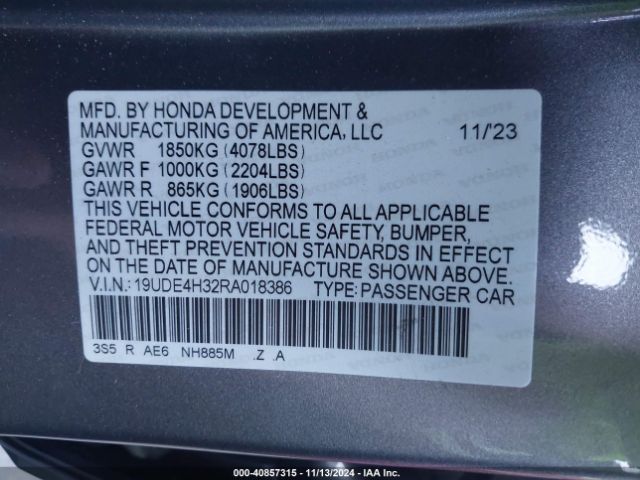 MFD. BY HONDA DEVELOPMENT &
MANUFACTURING OF AMERICA, LLC 11/'23
GVWR 1850KG (4078LBS)
GAWR F 1000KG (2204LBS)
GAWR R 865KG (1906LBS)
THIS VEHICLE CONFORMS TO ALL APPLICABLE
FEDERAL MOTOR VEHICLE SAFETY, BUMPER,
AND THEFT PREVENTION STANDARDS IN EFFECT
ON THE DATE OF MANUFACTURE SHOWN ABOVE.
V.I.N.: 19UDE4H32RA018386 TYPE: PASSENGER CAR
3S5 R AE6 NH885M .Z .A
000-40857315 - 11/13/2024 - IAA Inc.